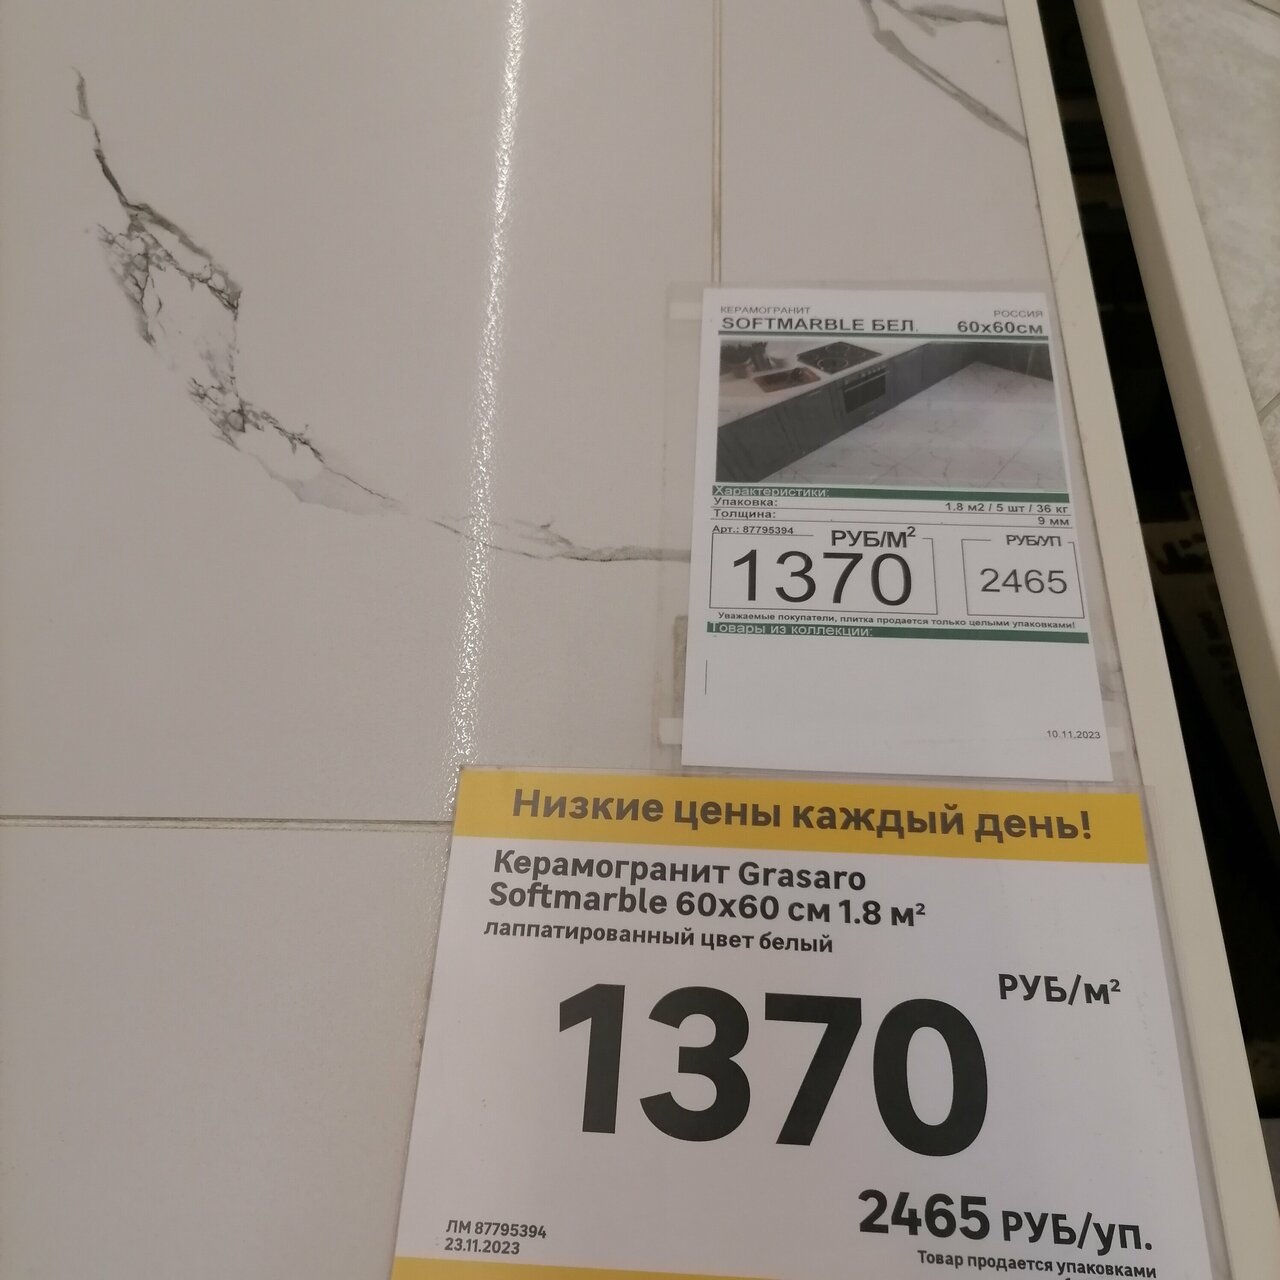 КЕРАМОГРАНИТ РОССИЯ
SOFTMARBLE БЕЛ. 60х60см
Характеристики:
Упаковка: 1.8 м2 / 5 шт / 36 кг
Толщина: 9 мм
Арт.: 87795394
РУБ/М² РУБ/УП
1370 2465
Уважаемые покупатели, плитка продается только целыми упаковками!
Товары из коллекции:
10.11.2023
Низкие цены каждый день!
Керамогранит Grasaro
Softmarble 60x60 см 1.8 м²
лаппатированный цвет белый
РУБ/м²
1370
2465 РУБ/уп.
ЛМ 87795394
23.11.2023
Товар продается упаковками